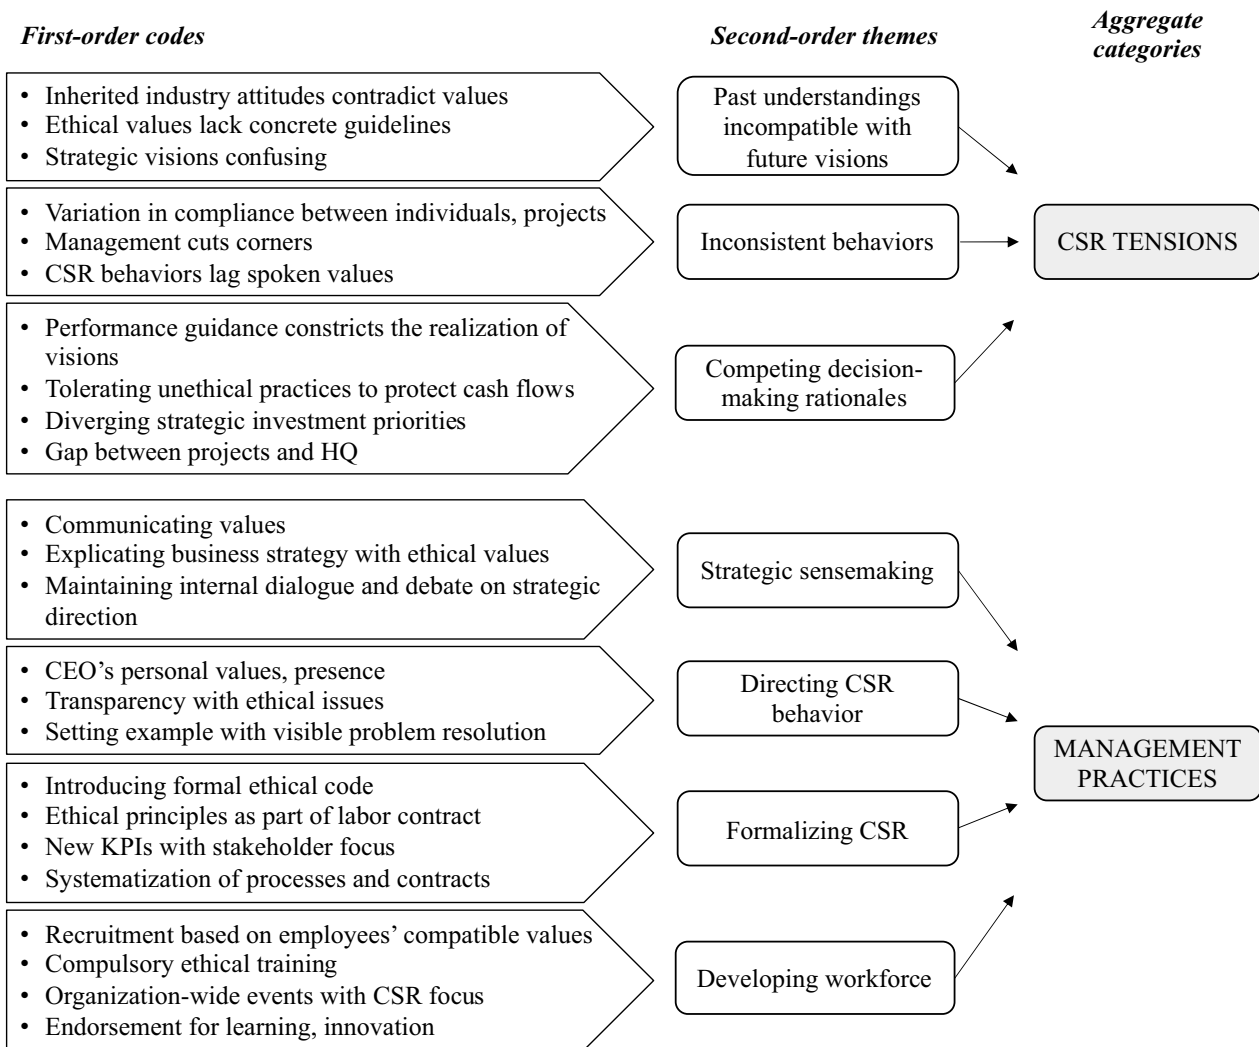 First-order codes
Second-order themes
Aggregate
categories
• Inherited industry attitudes contradict values
• Ethical values lack concrete guidelines
• Strategic visions confusing
Past understandings
incompatible with
future visions
• Variation in compliance between individuals, projects
• Management cuts corners
• CSR behaviors lag spoken values
Inconsistent behaviors
CSR TENSIONS
• Performance guidance constricts the realization of
visions
• Tolerating unethical practices to protect cash flows
• Diverging strategic investment priorities
• Gap between projects and HQ
Competing decision-
making rationales
• Communicating values
• Explicating business strategy with ethical values
• Maintaining internal dialogue and debate on strategic
direction
Strategic sensemaking
• CEO’s personal values, presence
• Transparency with ethical issues
• Setting example with visible problem resolution
Directing CSR
behavior
MANAGEMENT
PRACTICES
• Introducing formal ethical code
• Ethical principles as part of labor contract
• New KPIs with stakeholder focus
• Systematization of processes and contracts
Formalizing CSR
• Recruitment based on employees’ compatible values
• Compulsory ethical training
• Organization-wide events with CSR focus
• Endorsement for learning, innovation
Developing workforce